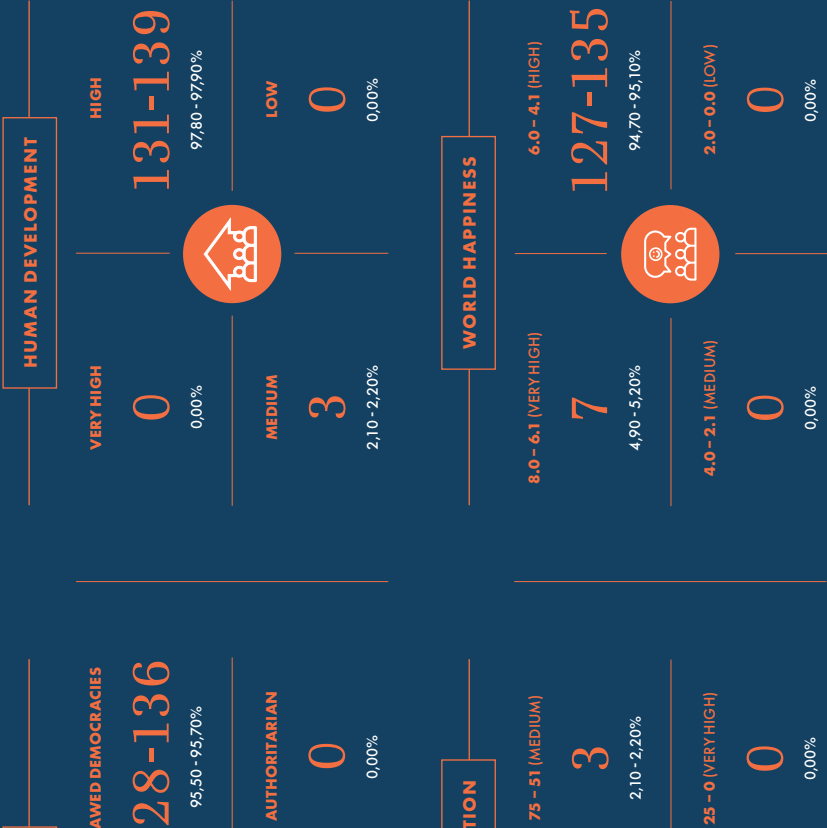 AWED DEMOCRACIES
28-136
95,50 - 95,70%
AUTHORITARIAN
0
0,00%
HUMAN DEVELOPMENT
VERY HIGH
0
0,00%
HIGH
131-139
97,80 - 97,90%
MEDIUM
3
2,10 - 2,20%
LOW
0
0,00%
TION
75 – 51 (MEDIUM)
3
2,10 - 2,20%
25 – 0 (VERY HIGH)
0
0,00%
WORLD HAPPINESS
8.0 – 6.1 (VERY HIGH)
7
4,90 - 5,20%
6.0 – 4.1 (HIGH)
127-135
94,70 - 95,10%
4.0 – 2.1 (MEDIUM)
0
0,00%
2.0 – 0.0 (LOW)
0
0,00%